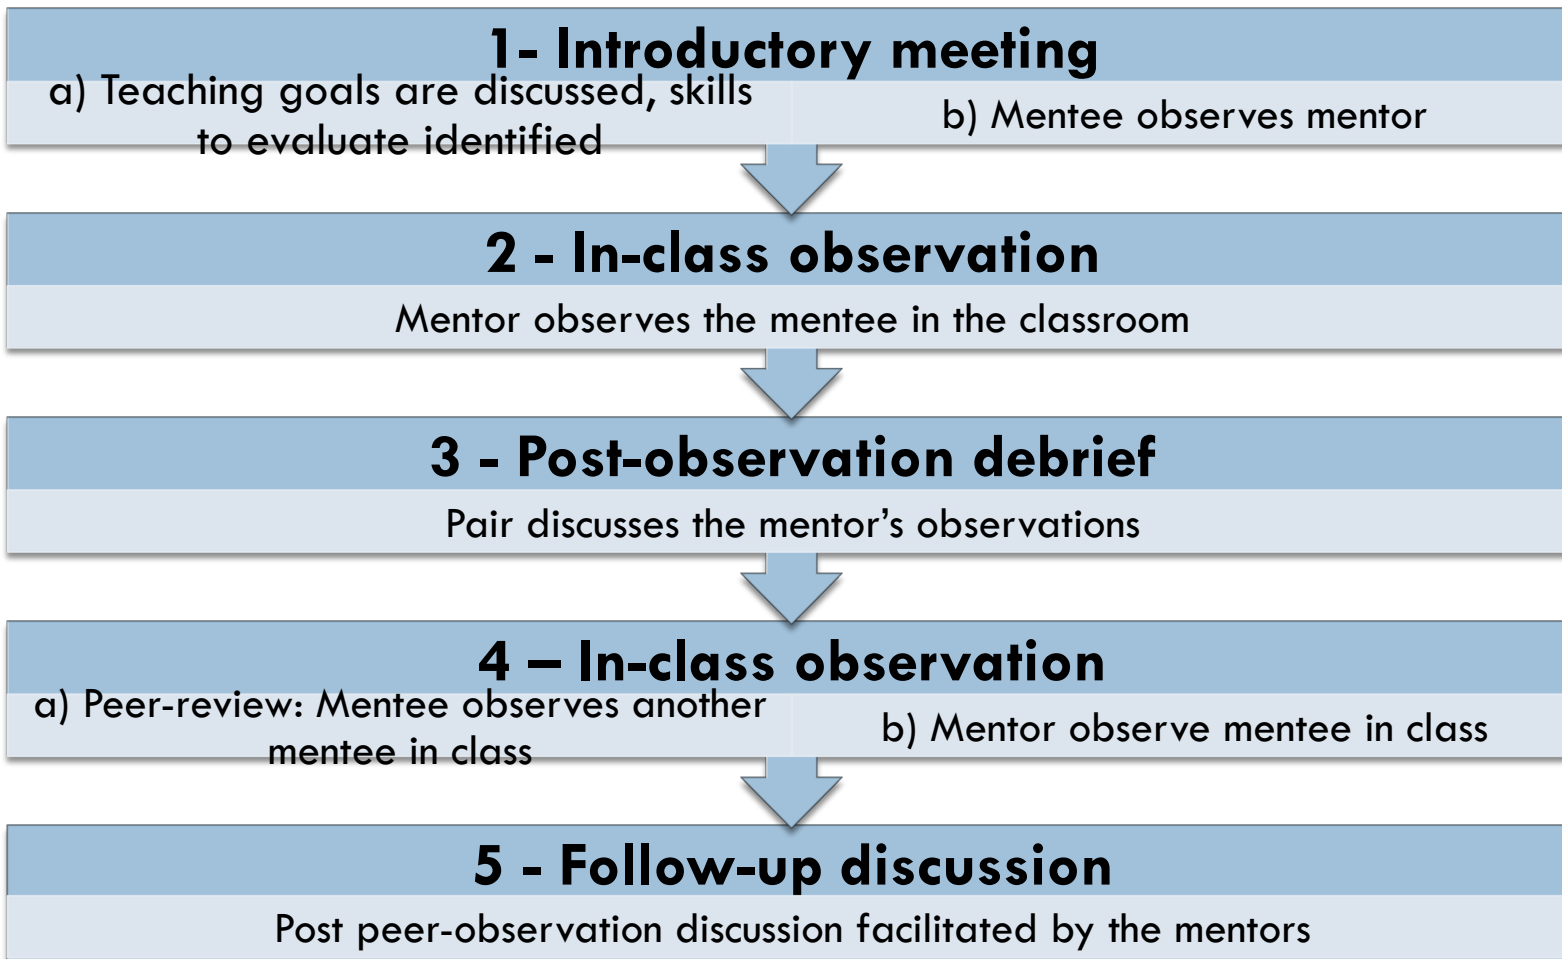 1- Introductory meeting
a) Teaching goals are discussed, skills
to evaluate identified
b) Mentee observes mentor
2 - In-class observation
Mentor observes the mentee in the classroom
3 - Post-observation debrief
Pair discusses the mentor’s observations
4 – In-class observation
a) Peer-review: Mentee observes another
mentee in class
b) Mentor observe mentee in class
5 - Follow-up discussion
Post peer-observation discussion facilitated by the mentors